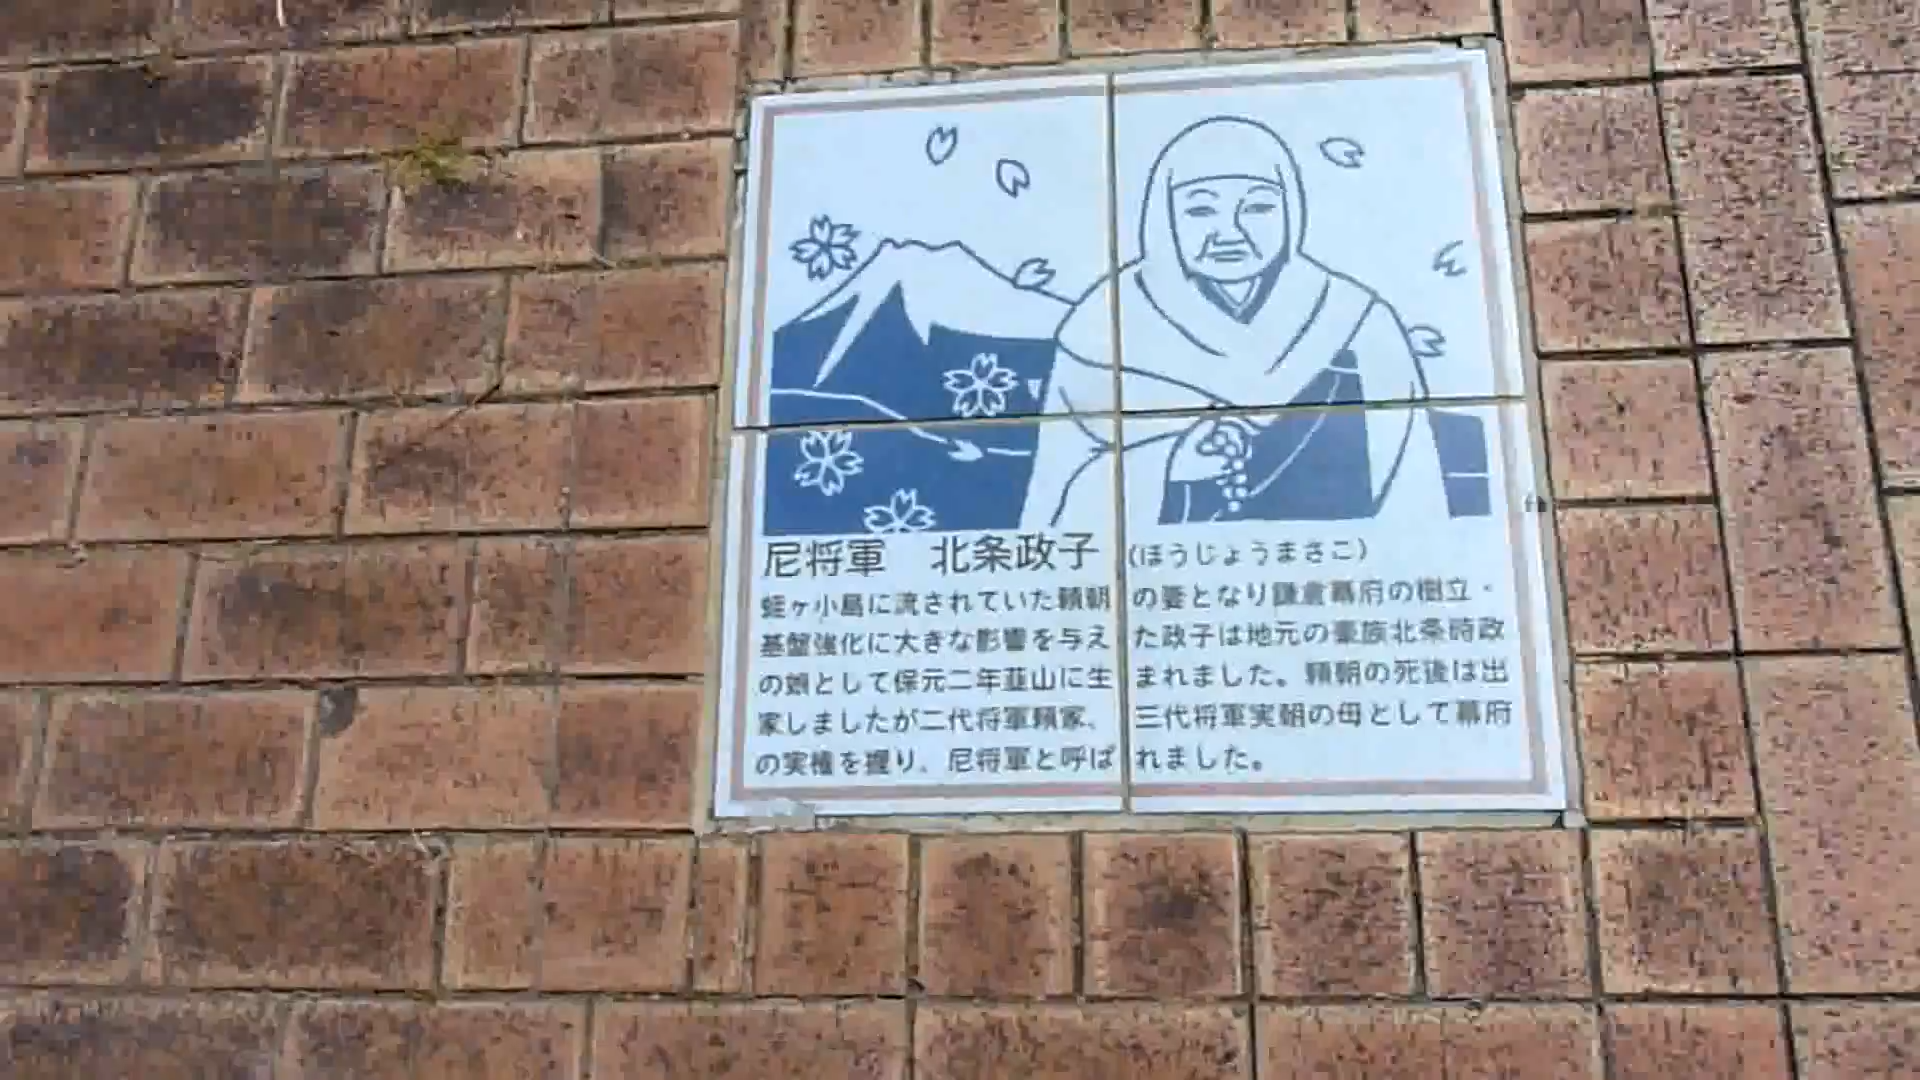 尼将軍　北条政子（ほうじょうまさこ）
蛭ヶ小島に流されていた頼朝の妻となり鎌倉幕府の樹立・
基盤強化に大きな影響を与えた政子は地元の豪族北条時政
の娘として保元二年韮山に生まれました。頼朝の死後は出
家しましたが二代将軍頼家、三代将軍実朝の母として幕府
の実権を握り、尼将軍と呼ばれました。